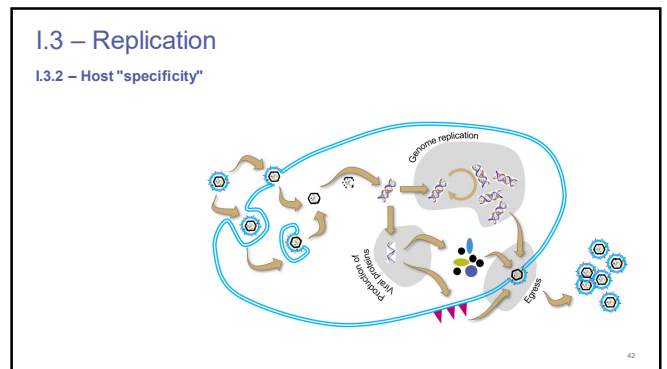 I.3 – Replication
I.3.2 – Host "specificity"
Genome replication
Production of
Viral proteins
Egress
42